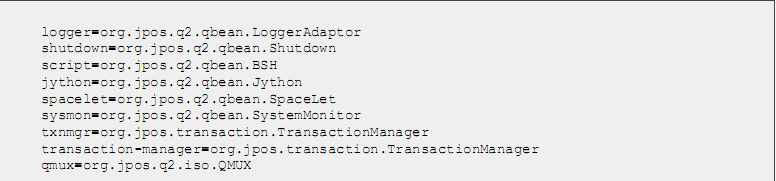 logger=org.jpos.q2.qbean.LoggerAdaptor
shutdown=org.jpos.q2.qbean.Shutdown
script=org.jpos.q2.qbean.BSH
jython=org.jpos.q2.qbean.Jython
spacelet=org.jpos.q2.qbean.SpaceLet
sysmon=org.jpos.q2.qbean.SystemMonitor
txnmgr=org.jpos.transaction.TransactionManager
transaction-manager=org.jpos.transaction.TransactionManager
qmux=org.jpos.q2.iso.QMUX